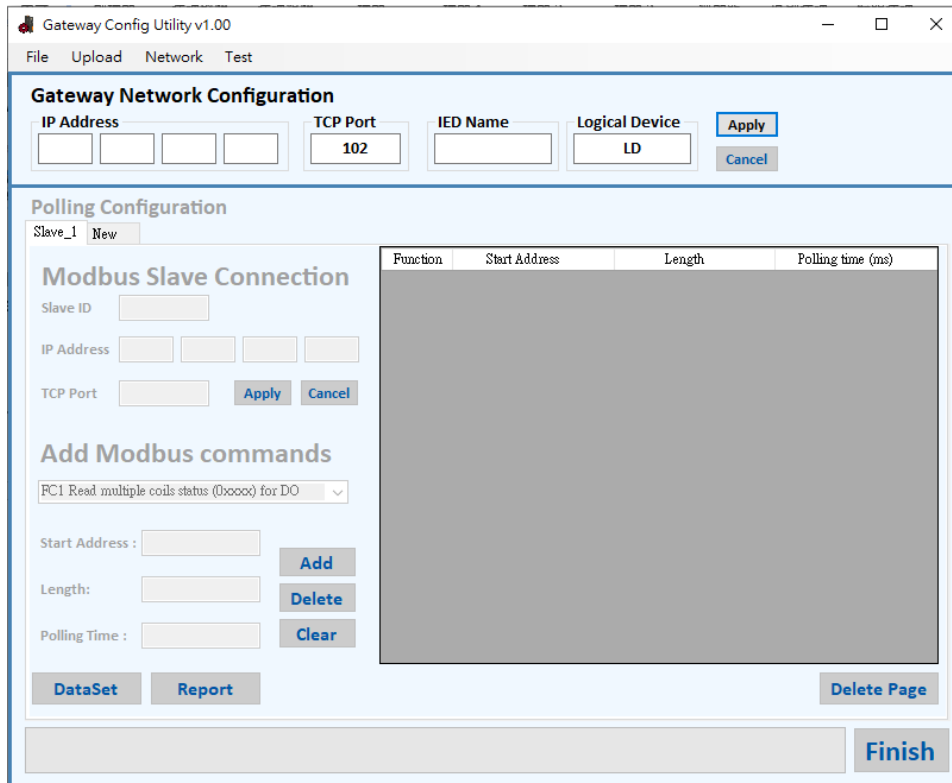 Gateway Config Utility v1.00
File Upload Network Test
Gateway Network Configuration
IP Address TCP Port IED Name Logical Device
102 LD
Apply
Cancel
Polling Configuration
Slave_1 New
Modbus Slave Connection
Slave ID
IP Address
TCP Port Apply Cancel
Function Start Address Length Polling time (ms)
Add Modbus commands
FC1 Read multiple coils status (0xxxx) for DO
Start Address :
Add
Length:
Delete
Polling Time :
Clear
DataSet Report Delete Page
Finish